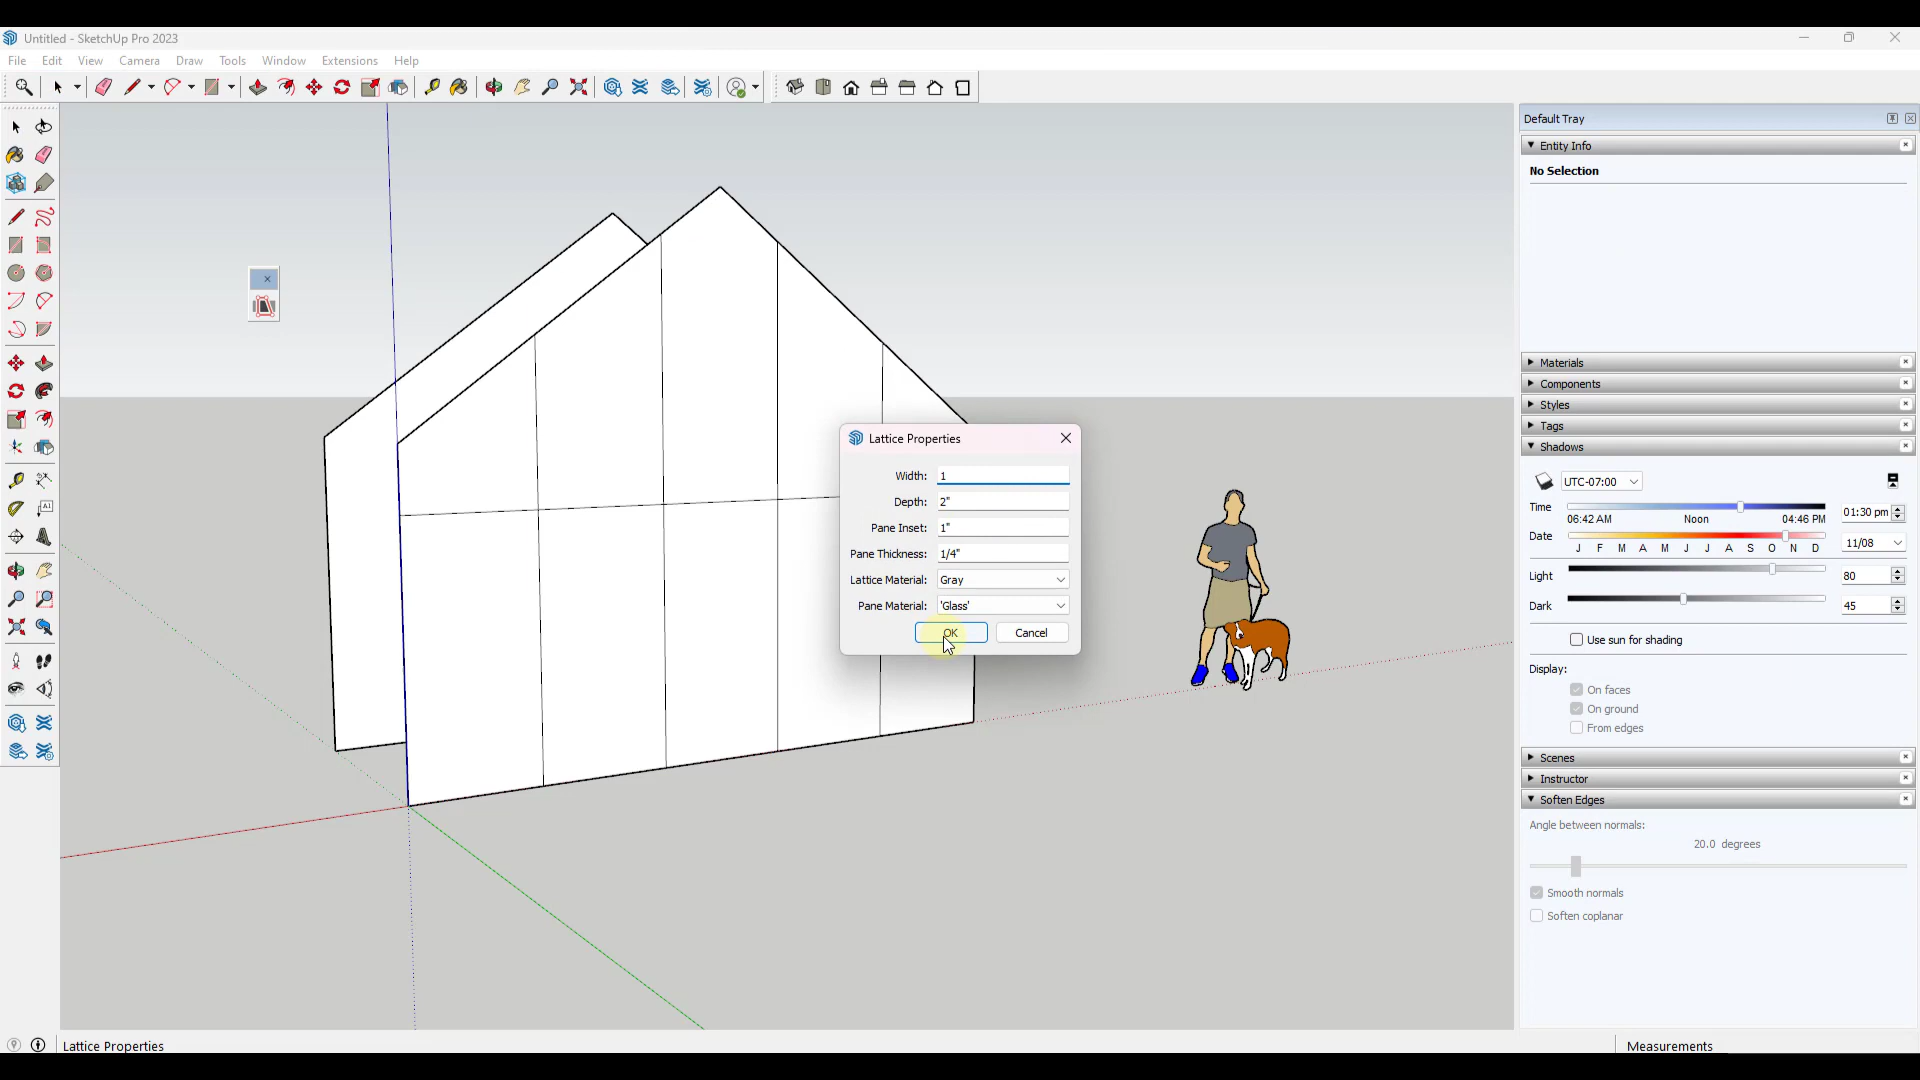 Untitled - SketchUp Pro 2023
File Edit View Camera Draw Tools Window Extensions Help
Default Tray
Entity Info
No Selection
Materials
Components
Styles
Tags
Shadows
UTC-07:00
Time
06:42 AM Noon 04:46 PM
01:30 pm
Date
J F M A M J J A S O N D
11/08
Light 80
Dark 45
Use sun for shading
Display:
On faces
On ground
From edges
Scenes
Instructor
Soften Edges
Angle between normals:
20.0 degrees
Smooth normals
Soften coplanar
Lattice Properties
Width: 1
Depth: 2"
Pane Inset: 1"
Pane Thickness: 1/4"
Lattice Material: Gray
Pane Material: 'Glass'
OK Cancel
A1
Lattice Properties
Measurements